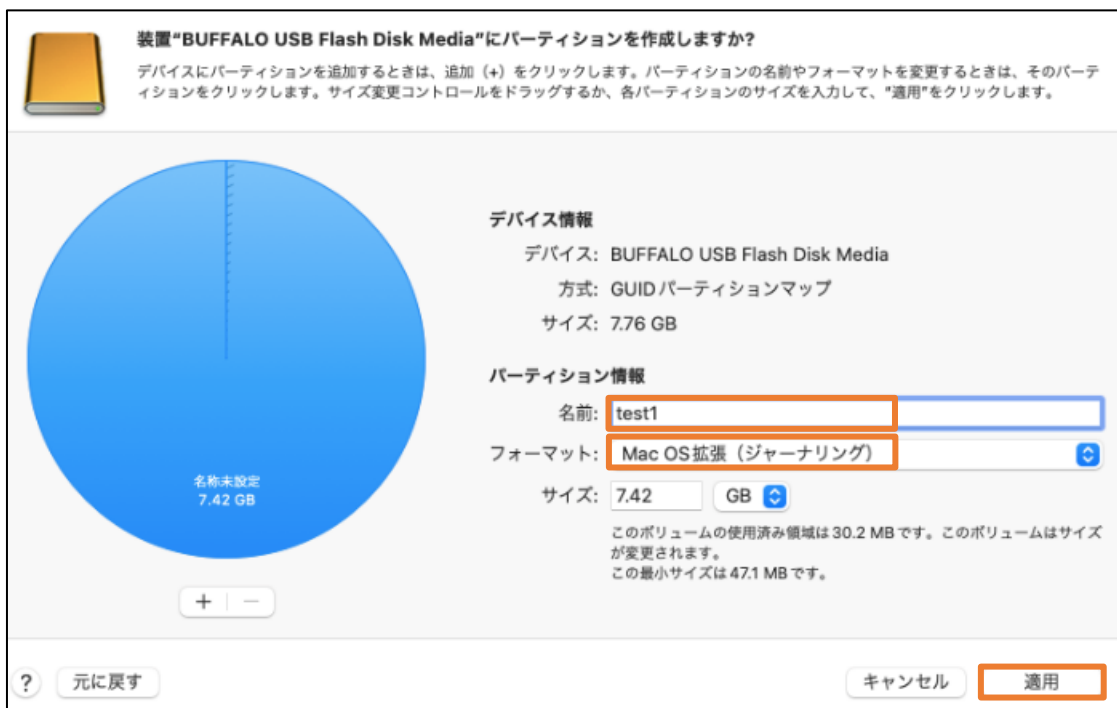 装置“BUFFALO USB Flash Disk Media”にパーティションを作成しますか?
デバイスにパーティションを追加するときは、追加（+）をクリックします。パーティションの名前やフォーマットを変更するときは、そのパーテ
ィションをクリックします。サイズ変更コントロールをドラッグするか、各パーティションのサイズを入力して、“適用”をクリックします。
デバイス情報
デバイス: BUFFALO USB Flash Disk Media
方式: GUIDパーティションマップ
サイズ: 7.76 GB
パーティション情報
名前: test1
フォーマット: Mac OS拡張（ジャーナリング）
サイズ: 7.42 GB
このボリュームの使用済み領域は30.2 MBです。このボリュームはサイズ
が変更されます。
この最小サイズは47.1 MBです。
名称未設定
7.42 GB
+ −
? 元に戻す キャンセル 適用